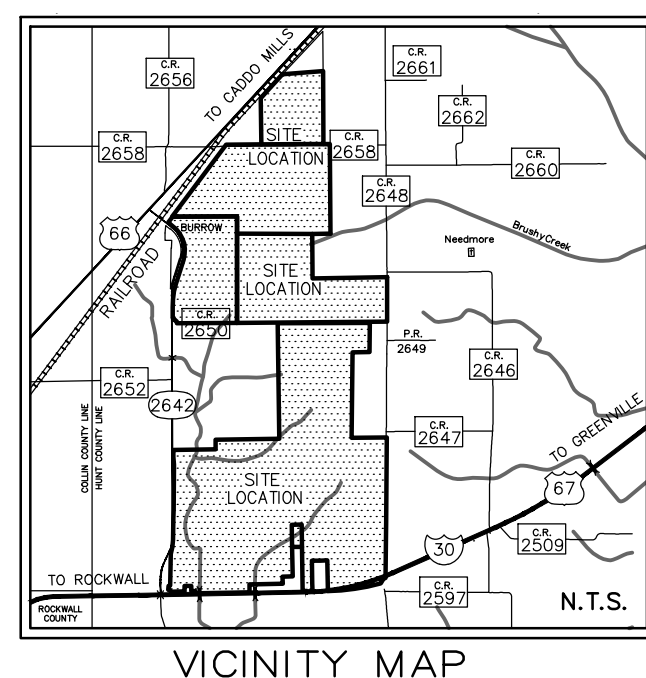 TO CADDO MILLS
C.R.
2656
C.R.
2661
C.R.
2662
C.R.
2658
SITE
LOCATION
C.R.
2658
C.R.
2660
C.R.
2648
66
BURROW
Brushy Creek
Needmore
RAILROAD
SITE
LOCATION
C.R.
2650
P.R.
2649
C.R.
2646
C.R.
2652
2642
COLLIN COUNTY LINE
HUNT COUNTY LINE
C.R.
2647
TO GREENVILLE
SITE
LOCATION
67
30
C.R.
2509
TO ROCKWALL
C.R.
2597
ROCKWALL
COUNTY
N.T.S.
VICINITY MAP